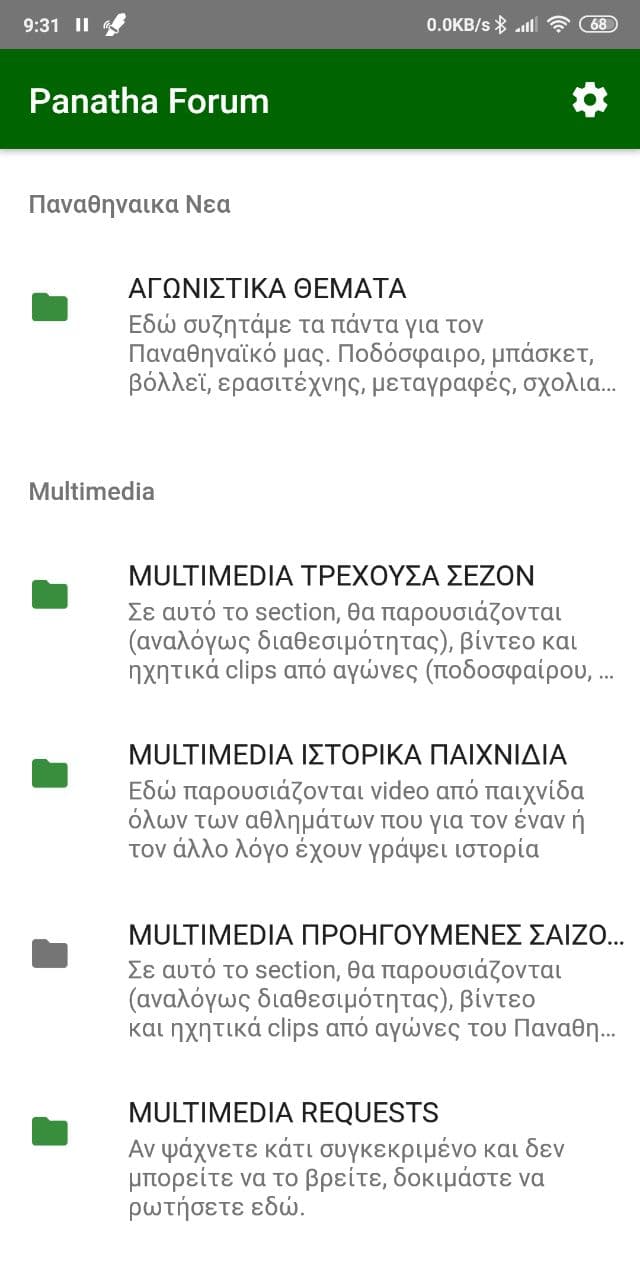 9:31
0.0KB/s 68
Panatha Forum
Παναθηναικα Νεα
ΑΓΩΝΙΣΤΙΚΑ ΘΕΜΑΤΑ
Εδώ συζητάμε τα πάντα για τον
Παναθηναϊκό μας. Ποδόσφαιρο, μπάσκετ,
βόλλεϊ, ερασιτέχνης, μεταγραφές, σχολια...
Multimedia
MULTIMEDIA ΤΡΕΧΟΥΣΑ ΣΕΖΟΝ
Σε αυτό το section, θα παρουσιάζονται
(αναλόγως διαθεσιμότητας), βίντεο και
ηχητικά clips από αγώνες (ποδοσφαίρου, ...
MULTIMEDIA ΙΣΤΟΡΙΚΑ ΠΑΙΧΝΙΔΙΑ
Εδώ παρουσιάζονται video από παιχνίδα
όλων των αθλημάτων που για τον έναν ή
τον άλλο λόγο έχουν γράψει ιστορία
MULTIMEDIA ΠΡΟΗΓΟΥΜΕΝΕΣ ΣΑΙΖΟ...
Σε αυτό το section, θα παρουσιάζονται
(αναλόγως διαθεσιμότητας), βίντεο
και ηχητικά clips από αγώνες του Παναθη...
MULTIMEDIA REQUESTS
Αν ψάχνετε κάτι συγκεκριμένο και δεν
μπορείτε να το βρείτε, δοκιμάστε να
ρωτήσετε εδώ.